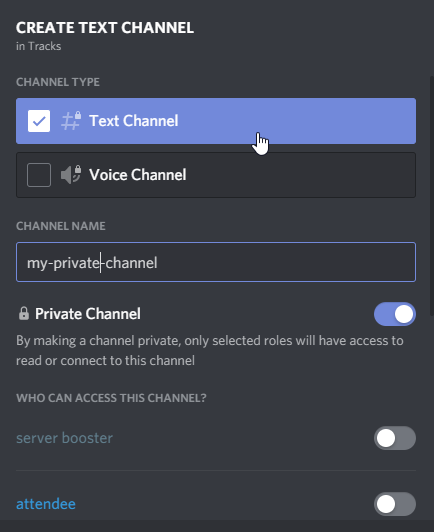 CREATE TEXT CHANNEL
in Tracks
CHANNEL TYPE
Text Channel
Voice Channel
CHANNEL NAME
my-private-channel
Private Channel
By making a channel private, only selected roles will have access to
read or connect to this channel
WHO CAN ACCESS THIS CHANNEL?
server booster
attendee